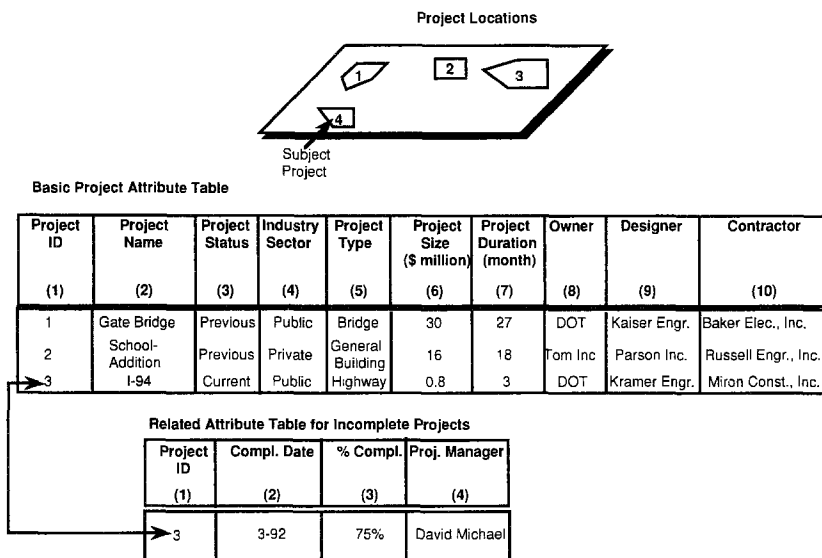 Project Locations
1
2
3
4
Subject
Project
Basic Project Attribute Table
Project ID Project Name Project Status Industry Sector Project Type Project Size ($ million) Project Duration (month) Owner Designer Contractor
(1) (2) (3) (4) (5) (6) (7) (8) (9) (10)
1 Gate Bridge Previous Public Bridge 30 27 DOT Kaiser Engr. Baker Elec., Inc.
2 School-Addition Previous Private General Building 16 18 Tom Inc Parson Inc. Russell Engr., Inc.
3 I-94 Current Public Highway 0.8 3 DOT Kramer Engr. Miron Const., Inc.
Related Attribute Table for Incomplete Projects
Project ID Compl. Date % Compl. Proj. Manager
(1) (2) (3) (4)
3 3-92 75% David Michael